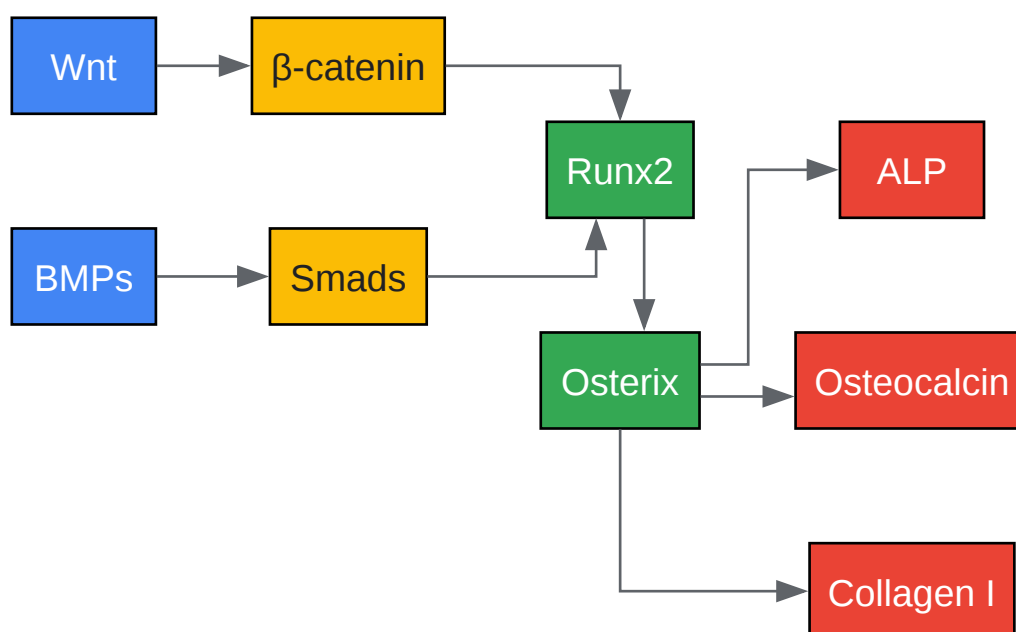 Wnt
β-catenin
Runx2
ALP
BMPs
Smads
Osterix
Osteocalcin
Collagen I